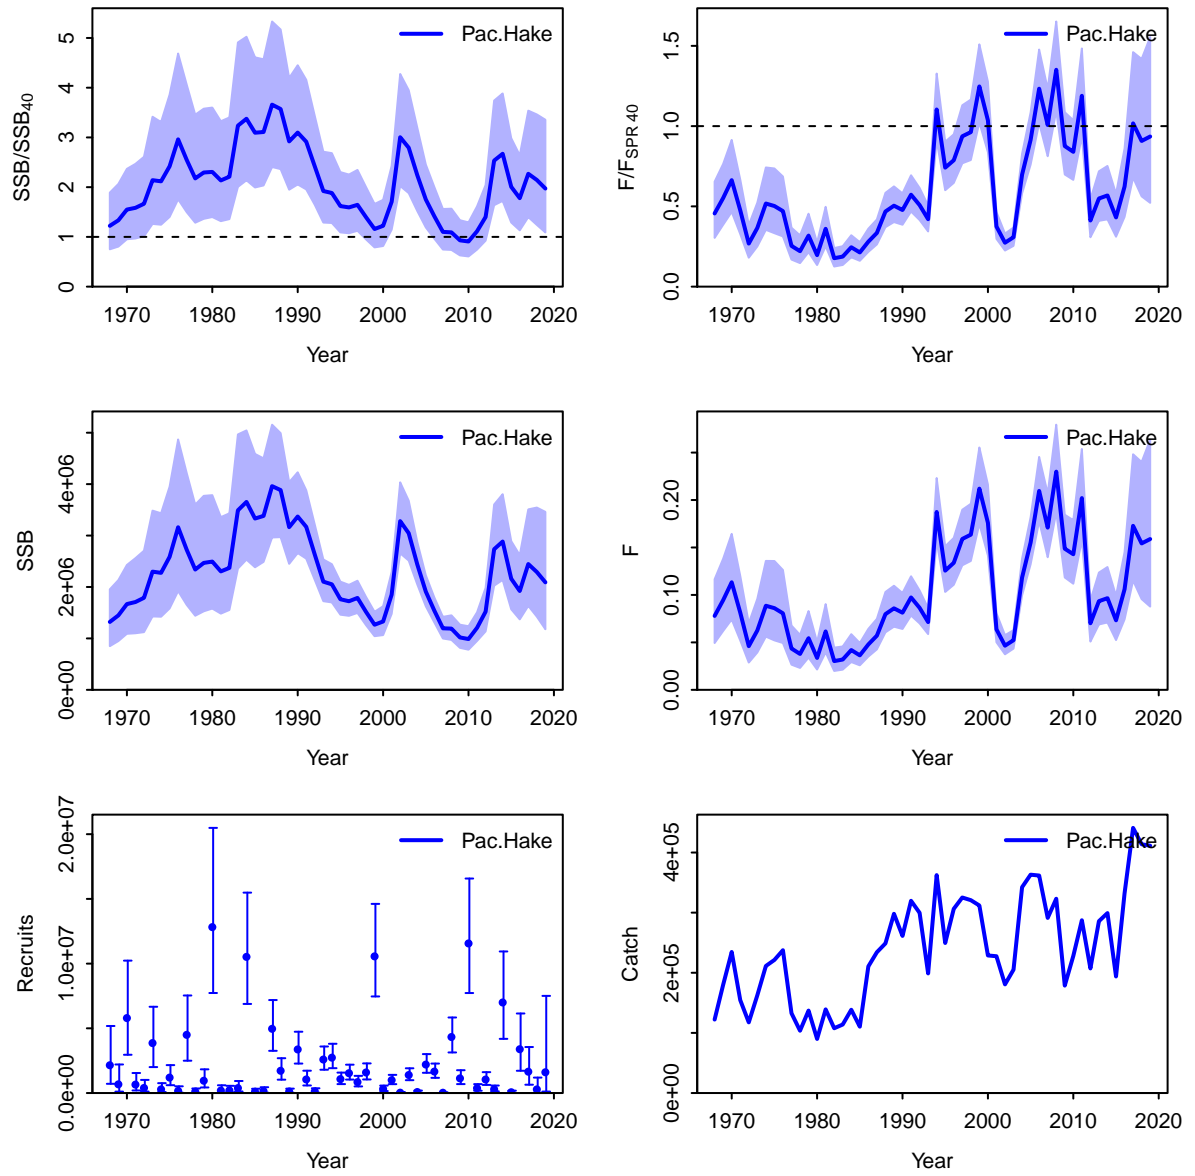 Pac.Hake
SSB/SSB40
0 1 2 3 4 5
1970 1980 1990 2000 2010 2020
Year
Pac.Hake
F/FSPR 40
0.0 0.5 1.0 1.5
1970 1980 1990 2000 2010 2020
Year
Pac.Hake
SSB
0e+00 2e+06 4e+06
1970 1980 1990 2000 2010 2020
Year
Pac.Hake
F
0.00 0.10 0.20
1970 1980 1990 2000 2010 2020
Year
Pac.Hake
Recruits
0.0e+00 1.0e+07 2.0e+07
1970 1980 1990 2000 2010 2020
Year
Pac.Hake
Catch
0e+00 2e+05 4e+05
1970 1980 1990 2000 2010 2020
Year